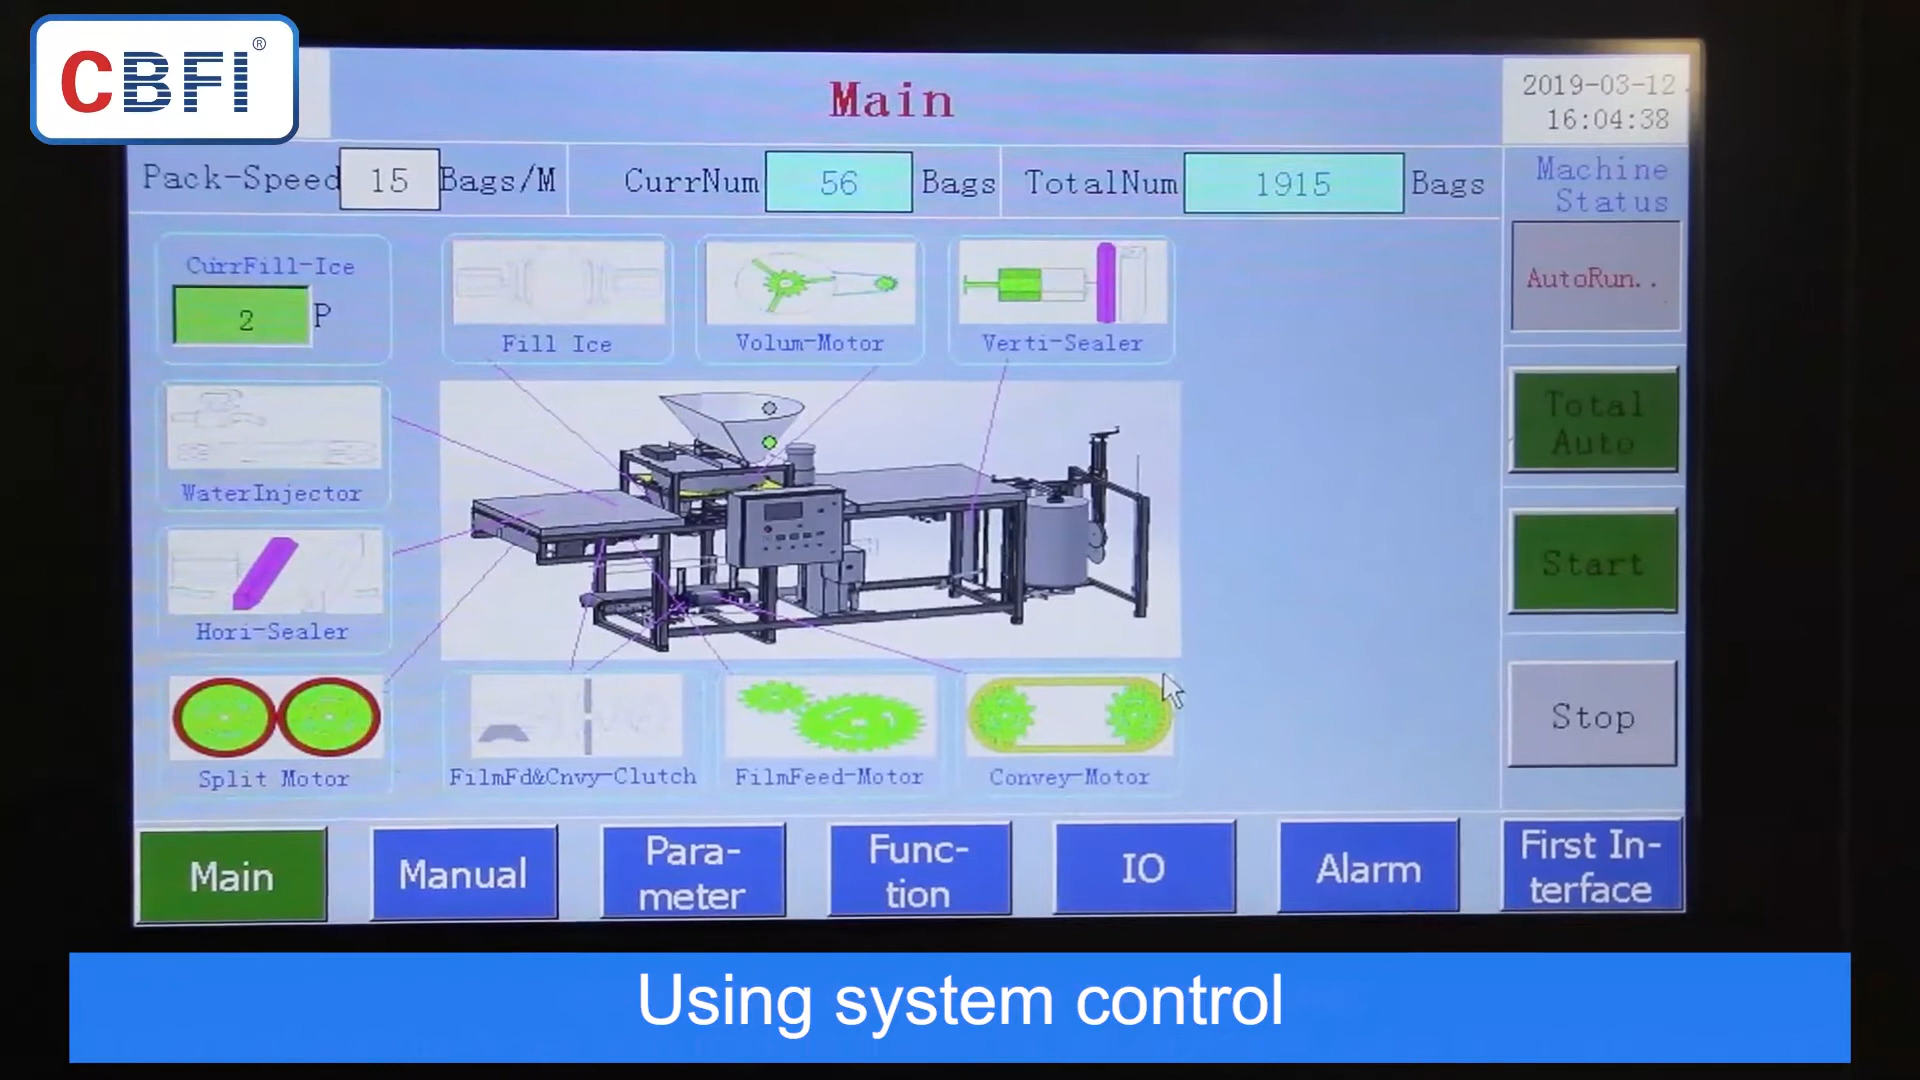 CBFI®
Main
2019-03-12
16:04:38
Pack-Speed 15 Bags/M
CurrNum 56 Bags
TotalNum 1915 Bags
Machine
Status
AutoRun..
CurrFill-Ice
2 P
Fill Ice
Volum-Motor
Verti-Sealer
WaterInjector
Hori-Sealer
Split Motor
FilmFd&Cnvy-Clutch
FilmFeed-Motor
Convey-Motor
Total
Auto
Start
Stop
Main
Manual
Para-
meter
Func-
tion
IO
Alarm
First In-
terface
Using system control